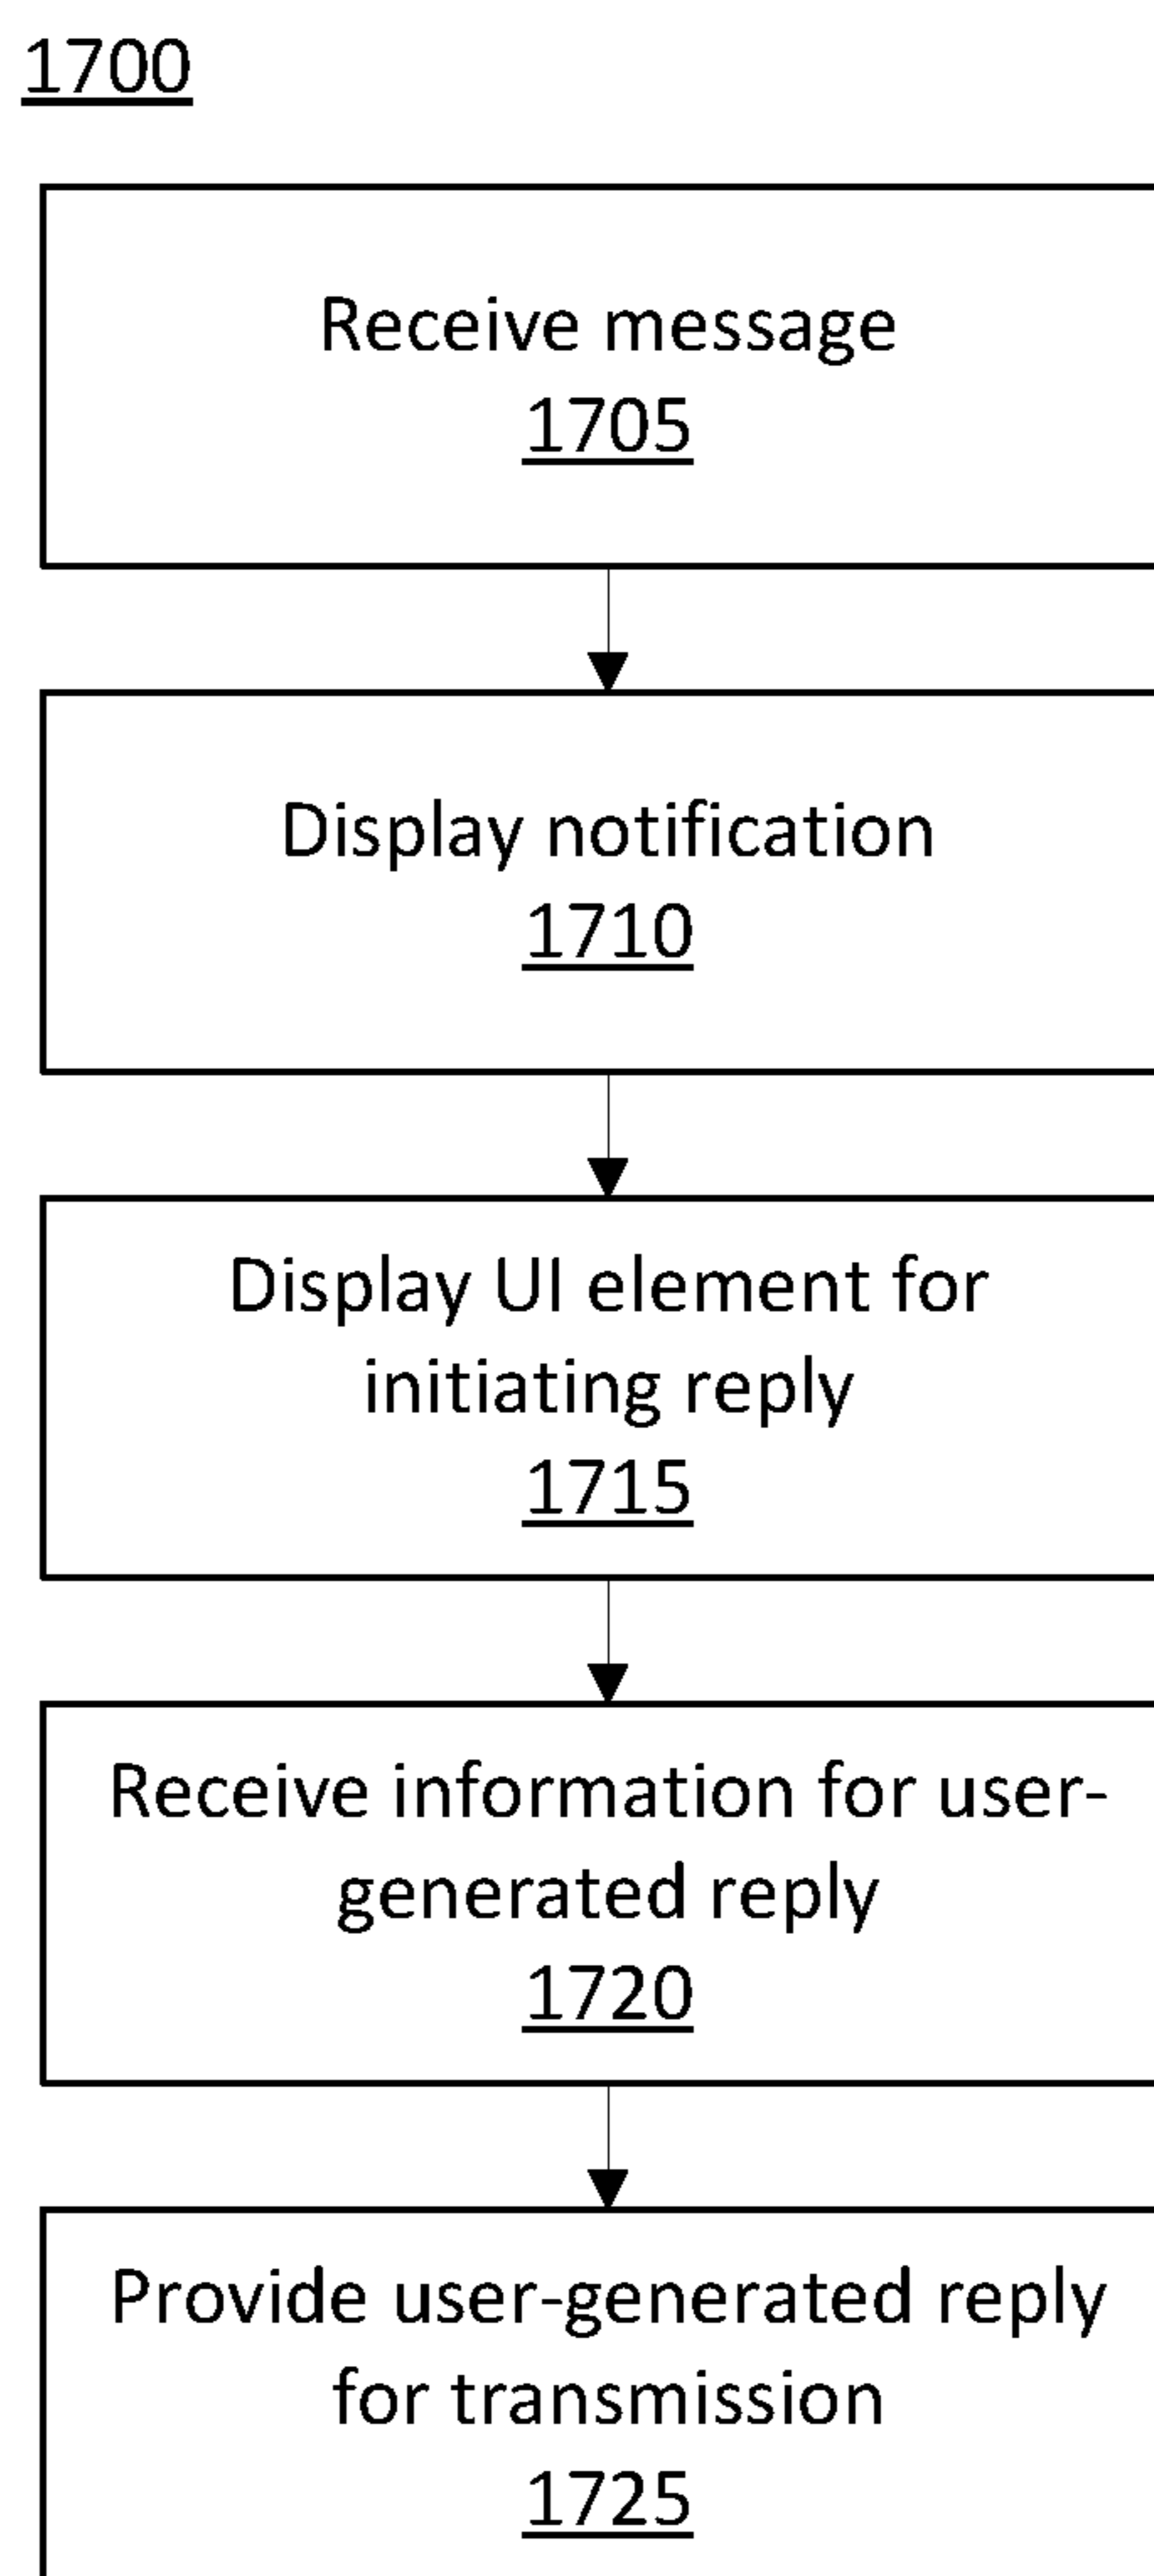 1700
Receive message
1705
Display notification
1710
Display UI element for
initiating reply
1715
Receive information for user-
generated reply
1720
Provide user-generated reply
for transmission
1725